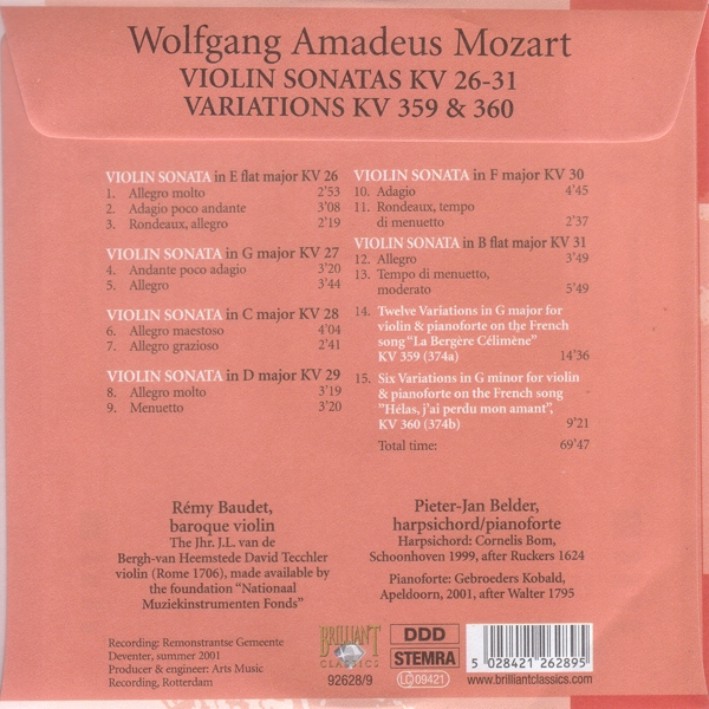 Wolfgang Amadeus Mozart
VIOLIN SONATAS KV 26-31
VARIATIONS KV 359 & 360
VIOLIN SONATA in E flat major KV 26
1. Allegro molto 2’53
2. Adagio poco andante 3’08
3. Rondeaux, allegro 2’19
VIOLIN SONATA in G major KV 27
4. Andante poco adagio 3’20
5. Allegro 3’44
VIOLIN SONATA in C major KV 28
6. Allegro maestoso 4’04
7. Allegro grazioso 2’41
VIOLIN SONATA in D major KV 29
8. Allegro molto 3’19
9. Menuetto 3’20
VIOLIN SONATA in F major KV 30
10. Adagio 4’45
11. Rondeaux, tempo
di menuetto 2’37
VIOLIN SONATA in B flat major KV 31
12. Allegro 3’49
13. Tempo di menuetto,
moderato 5’49
14. Twelve Variations in G major for
violin & pianoforte on the French
song “La Bergère Célimène”
KV 359 (374a) 14’36
15. Six Variations in G minor for violin
& pianoforte on the French song
”Hélas, j’ai perdu mon amant”,
KV 360 (374b) 9’21
Total time: 69’47
Rémy Baudet,
baroque violin
The Jhr. J.L. van de
Bergh-van Heemstede David Tecchler
violin (Rome 1706), made available by
the foundation “Nationaal
Muziekinstrumenten Fonds”
Pieter-Jan Belder,
harpsichord/pianoforte
Harpsichord: Cornelis Bom,
Schoonhoven 1999, after Ruckers 1624
Pianoforte: Gebroeders Kobald,
Apeldoorn, 2001, after Walter 1795
Recording: Remonstrantse Gemeente
Deventer, summer 2001
Producer & engineer: Arts Music
Recording, Rotterdam
BRILLIANT
CLASSICS
92628/9
DDD
STEMRA
LC 09421
5 028421 262895
www.brilliantclassics.com